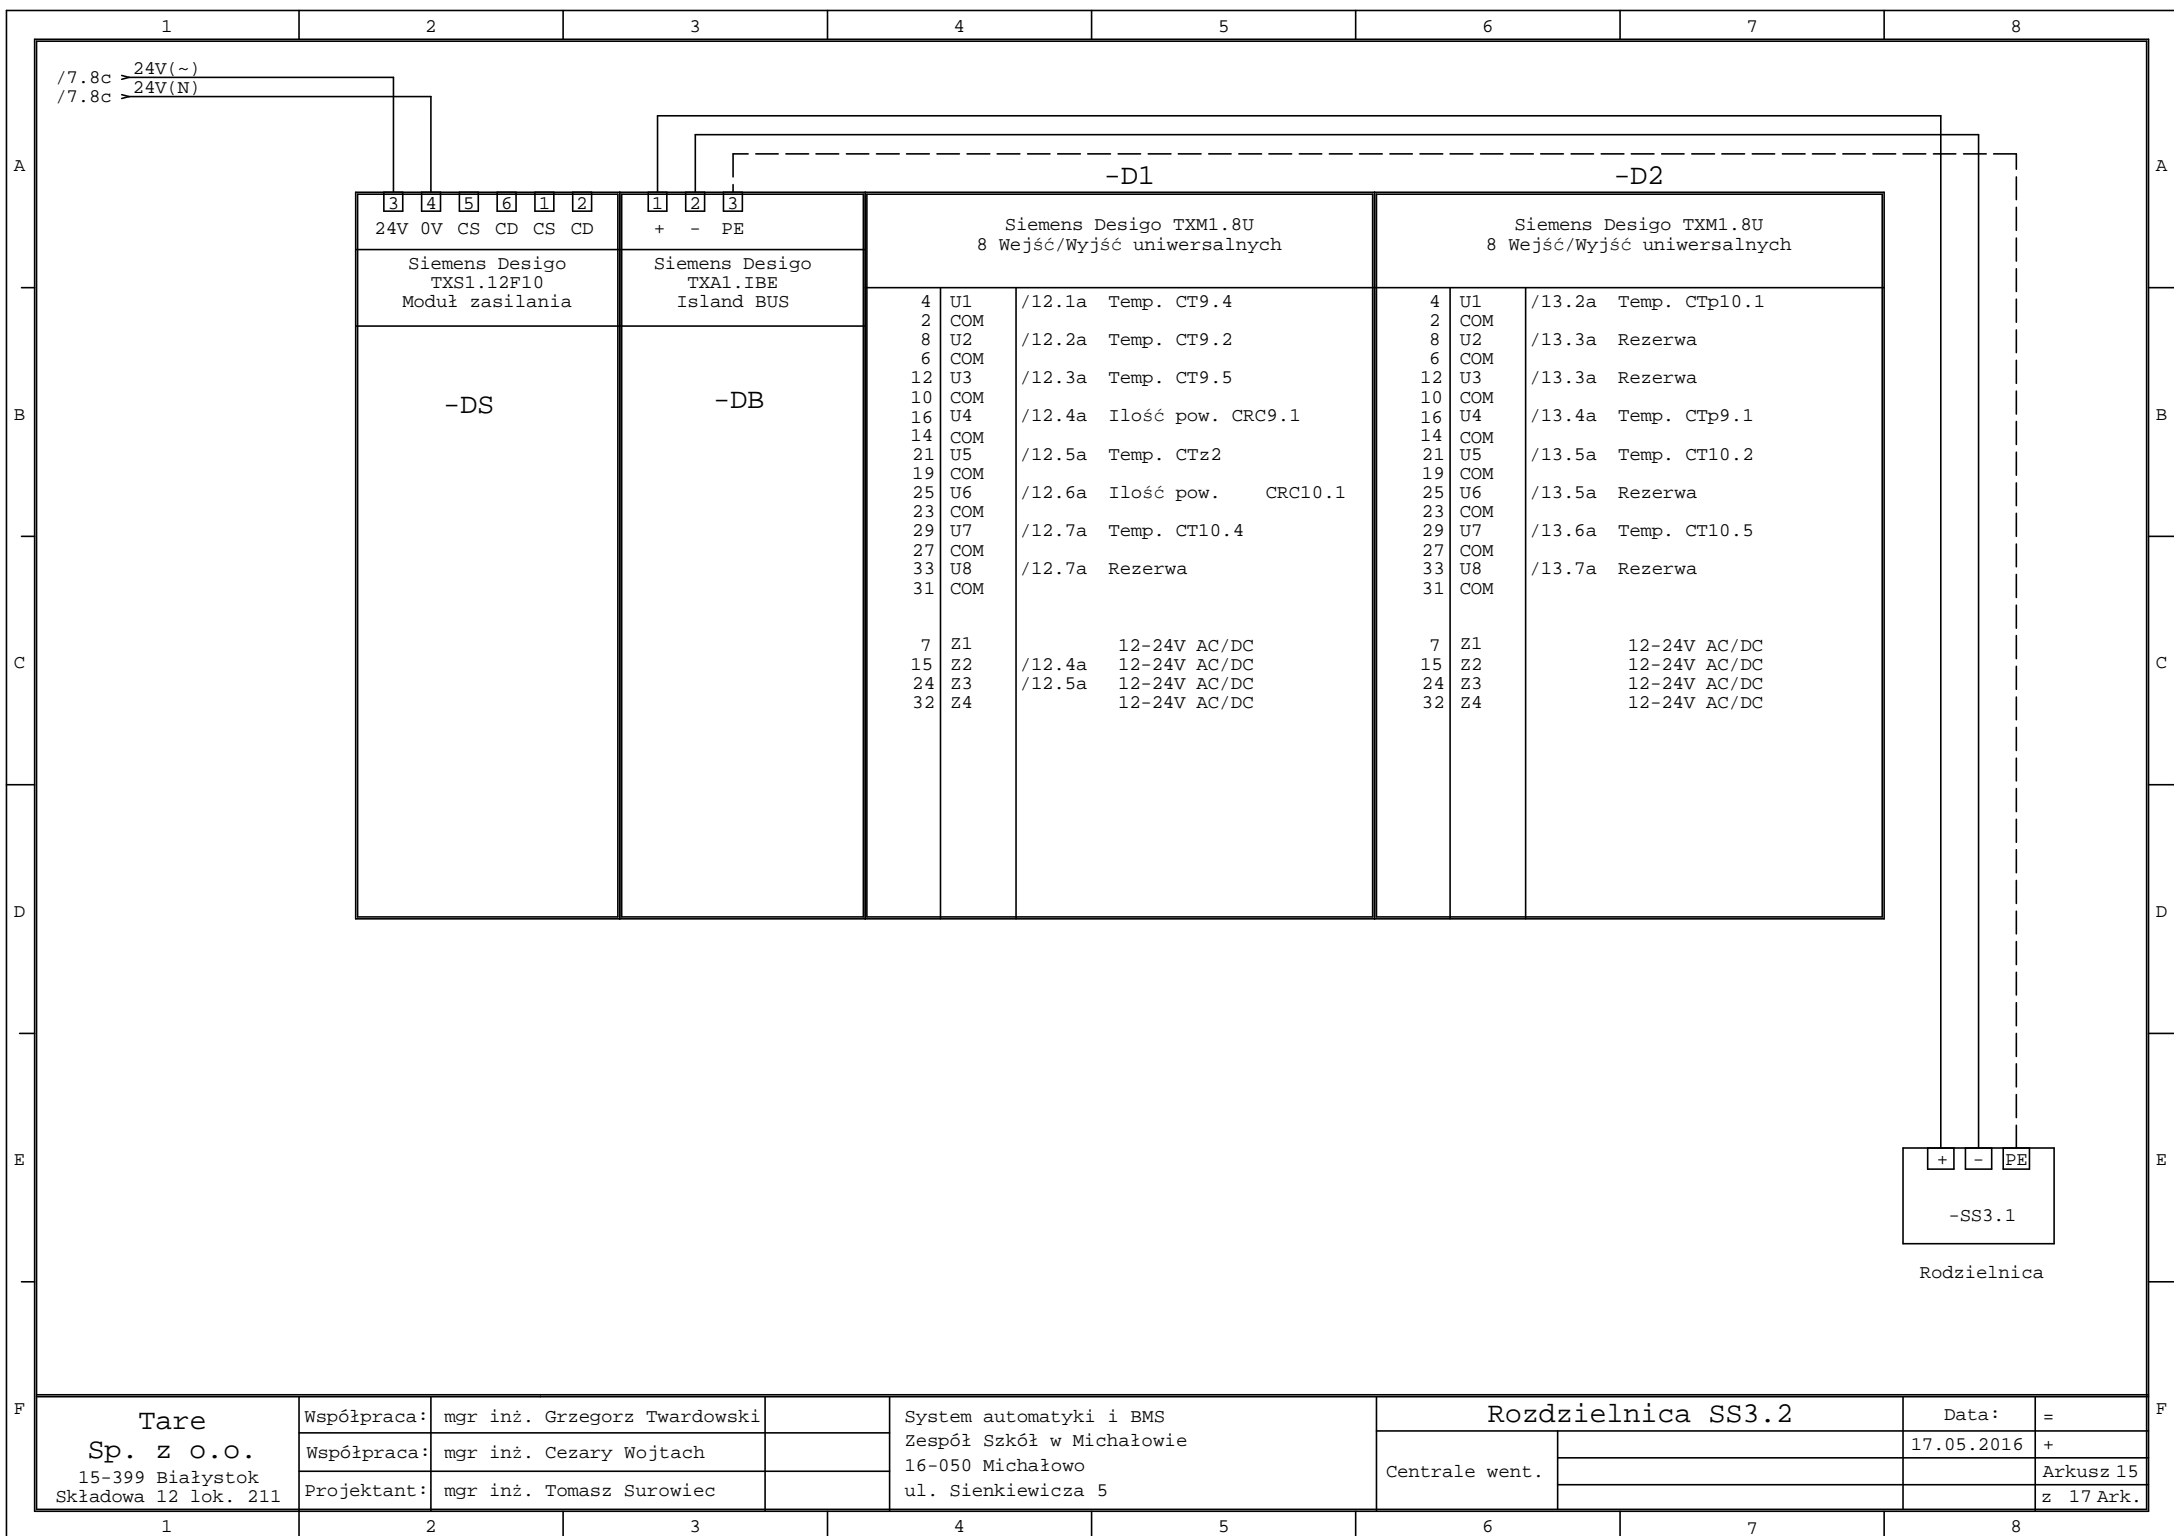 1 2 3 4 5 6 7 8
/7.8c 24V(~)
/7.8c 24V(N)
A A
-D1 -D2
3 4 5 6 1 2 1 2 3
24V 0V CS CD CS CD + - PE
Siemens Desigo
TXS1.12F10
Moduł zasilania
-DS
Siemens Desigo
TXA1.IBE
Island BUS
-DB
Siemens Desigo TXM1.8U
8 Wejść/Wyjść uniwersalnych
4 U1 /12.1a Temp. CT9.4
2 COM
8 U2 /12.2a Temp. CT9.2
6 COM
12 U3 /12.3a Temp. CT9.5
10 COM
16 U4 /12.4a Ilość pow. CRC9.1
14 COM
21 U5 /12.5a Temp. CTz2
19 COM
25 U6 /12.6a Ilość pow. CRC10.1
23 COM
29 U7 /12.7a Temp. CT10.4
27 COM
33 U8 /12.7a Rezerwa
31 COM
7 Z1 12-24V AC/DC
15 Z2 /12.4a 12-24V AC/DC
24 Z3 /12.5a 12-24V AC/DC
32 Z4 12-24V AC/DC
Siemens Desigo TXM1.8U
8 Wejść/Wyjść uniwersalnych
4 U1 /13.2a Temp. CTp10.1
2 COM
8 U2 /13.3a Rezerwa
6 COM
12 U3 /13.3a Rezerwa
10 COM
16 U4 /13.4a Temp. CTp9.1
14 COM
21 U5 /13.5a Temp. CT10.2
19 COM
25 U6 /13.5a Rezerwa
23 COM
29 U7 /13.6a Temp. CT10.5
27 COM
33 U8 /13.7a Rezerwa
31 COM
7 Z1 12-24V AC/DC
15 Z2 12-24V AC/DC
24 Z3 12-24V AC/DC
32 Z4 12-24V AC/DC
B B
C C
D D
E E
+ - PE
-SS3.1
Rodzielnica
F F
Tare
Sp. z o.o.
15-399 Białystok
Składowa 12 lok. 211
Współpraca: mgr inż. Grzegorz Twardowski
Współpraca: mgr inż. Cezary Wojtach
Projektant: mgr inż. Tomasz Surowiec
System automatyki i BMS
Zespół Szkół w Michałowie
16-050 Michałowo
ul. Sienkiewicza 5
Rozdzielnica SS3.2
Centrale went.
Data: =
17.05.2016 +
Arkusz 15
z 17 Ark.
1 2 3 4 5 6 7 8